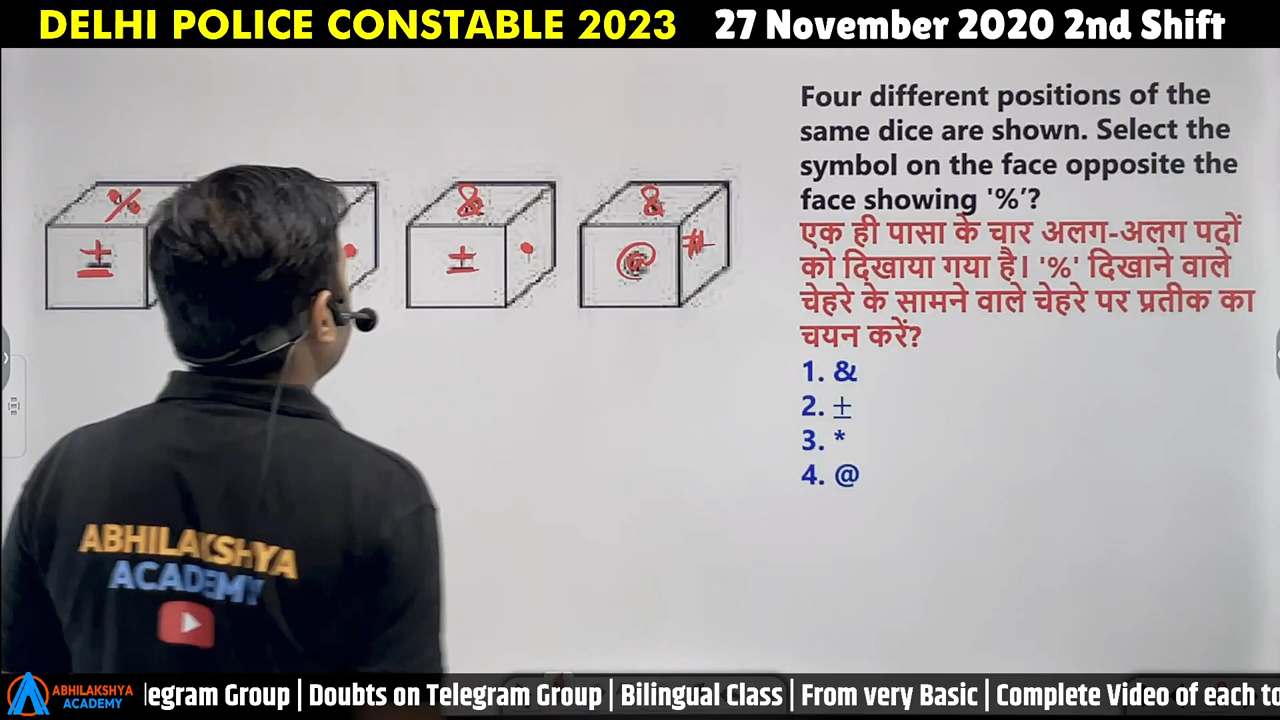 DELHI POLICE CONSTABLE 2023 27 November 2020 2nd Shift
Four different positions of the
same dice are shown. Select the
symbol on the face opposite the
face showing '%'?
एक ही पासा के चार अलग-अलग पदों
को दिखाया गया है। '%' दिखाने वाले
चेहरे के सामने वाले चेहरे पर प्रतीक का
चयन करें?
1. &
2. ±
3. *
4. @
% & &
± ± @ #
ABHILAKSHYA
ACADEMY
ABHILAKSHYA
ACADEMY
legram Group | Doubts on Telegram Group | Bilingual Class | From very Basic | Complete Video of each to